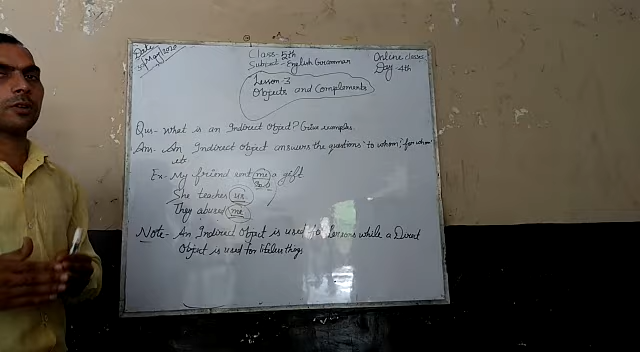 Date
May/2020
Class-5th
Subject-English Grammar
Online classes
Day-4th
Lesson-3
Objects and Complements
Qus- What is an Indirect Object? Give examples.
Ans- An Indirect Object answers the questions 'to whom', 'for whom'
etc
Ex- My friend sent me a gift
She teaches us
They abused me
Note- An Indirect Object is used for Persons while a Direct
Object is used for lifeless things